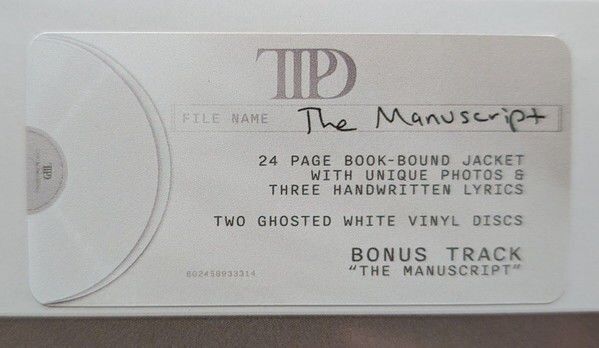 TTPD
FILE NAME The Manuscript
24 PAGE BOOK-BOUND JACKET
WITH UNIQUE PHOTOS &
THREE HANDWRITTEN LYRICS
TWO GHOSTED WHITE VINYL DISCS
BONUS TRACK
"THE MANUSCRIPT"
602458933314